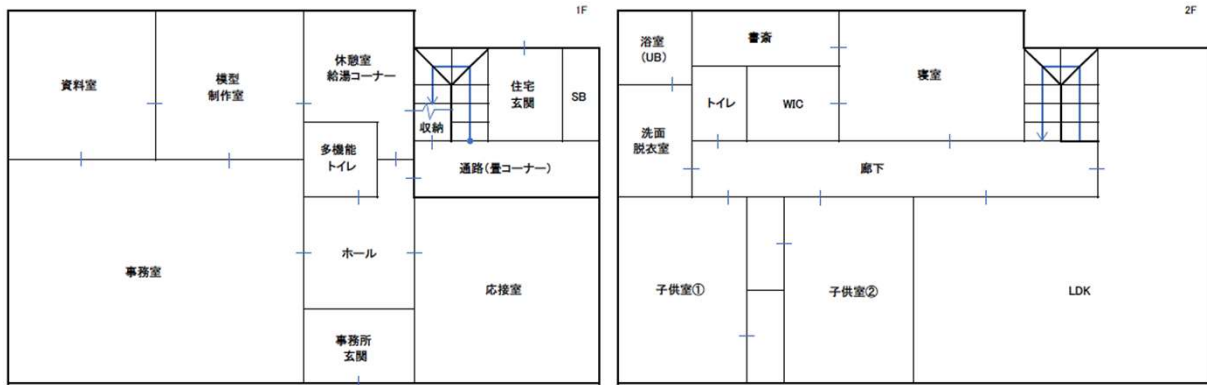 1F
資料室
模型
制作室
休憩室
給湯コーナー
住宅
玄関
SB
収納
多機能
トイレ
通路(畳コーナー)
事務室
ホール
応接室
事務所
玄関
2F
浴室
(UB)
書斎
寝室
トイレ
WIC
洗面
脱衣室
廊下
子供室①
子供室②
LDK